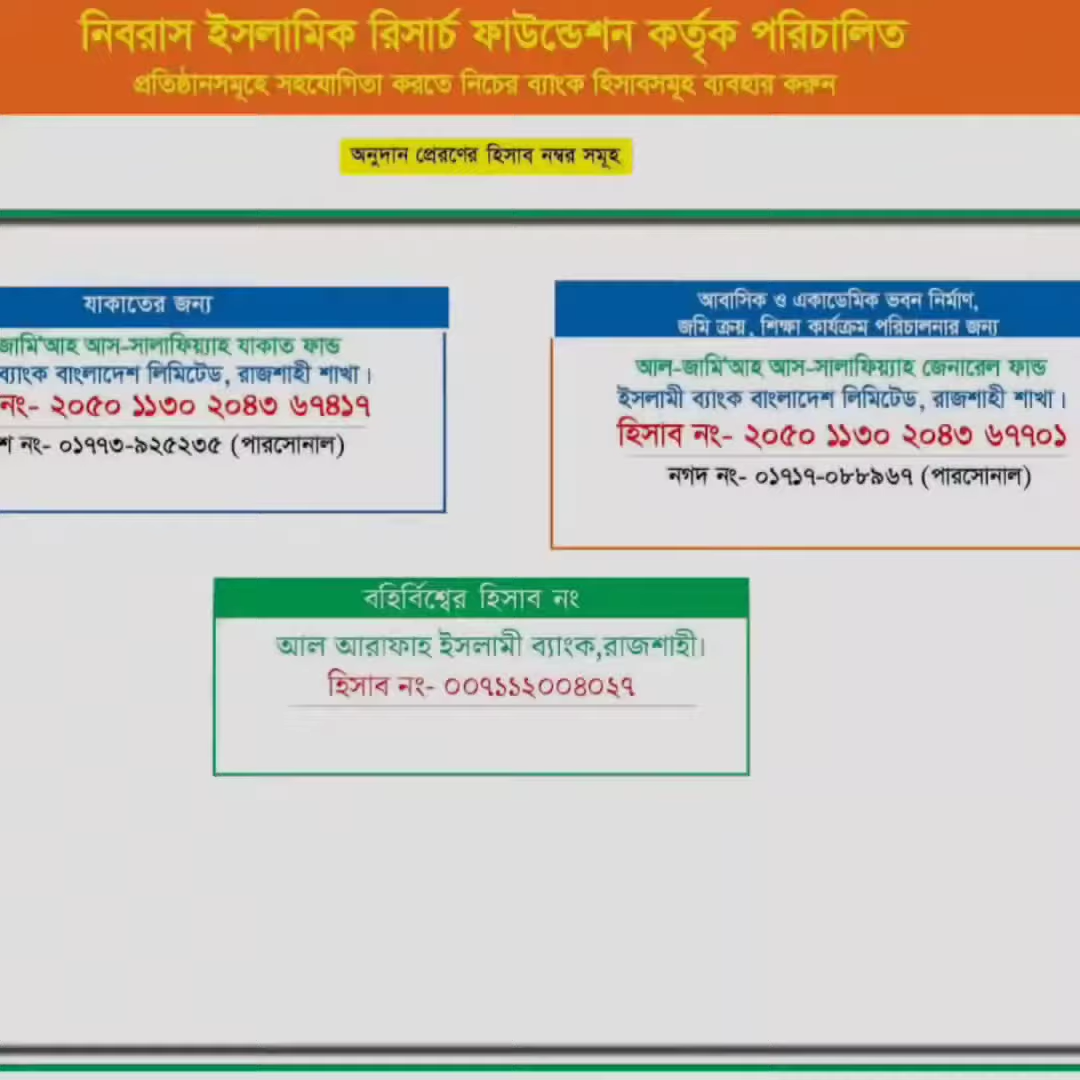 নিবরাস ইসলামিক রিসার্চ ফাউন্ডেশন কর্তৃক পরিচালিত
প্রতিষ্ঠানসমূহে সহযোগিতা করতে নিচের ব্যাংক হিসাবসমূহ ব্যবহার করুন
অনুদান প্রেরণের হিসাব নম্বর সমূহ
যাকাতের জন্য
জামি'আহ আস-সালাফিয়্যাহ যাকাত ফান্ড
ব্যাংক বাংলাদেশ লিমিটেড, রাজশাহী শাখা।
নং- ২০৫০ ১১৩০ ২০৪৩ ৬৭৪১৭
শ নং- ০১৭৭৩-৯২৫২৩৫ (পারসোনাল)
আবাসিক ও একাডেমিক ভবন নির্মাণ,
জমি ক্রয়, শিক্ষা কার্যক্রম পরিচালনার জন্য
আল-জামি'আহ আস-সালাফিয়্যাহ জেনারেল ফান্ড
ইসলামী ব্যাংক বাংলাদেশ লিমিটেড, রাজশাহী শাখা।
হিসাব নং- ২০৫০ ১১৩০ ২০৪৩ ৬৭৭০১
নগদ নং- ০১৭১৭-০৮৮৯৬৭ (পারসোনাল)
বহির্বিশ্বের হিসাব নং
আল আরাফাহ ইসলামী ব্যাংক,রাজশাহী।
হিসাব নং- ০০৭১১১২০০৪০২৭